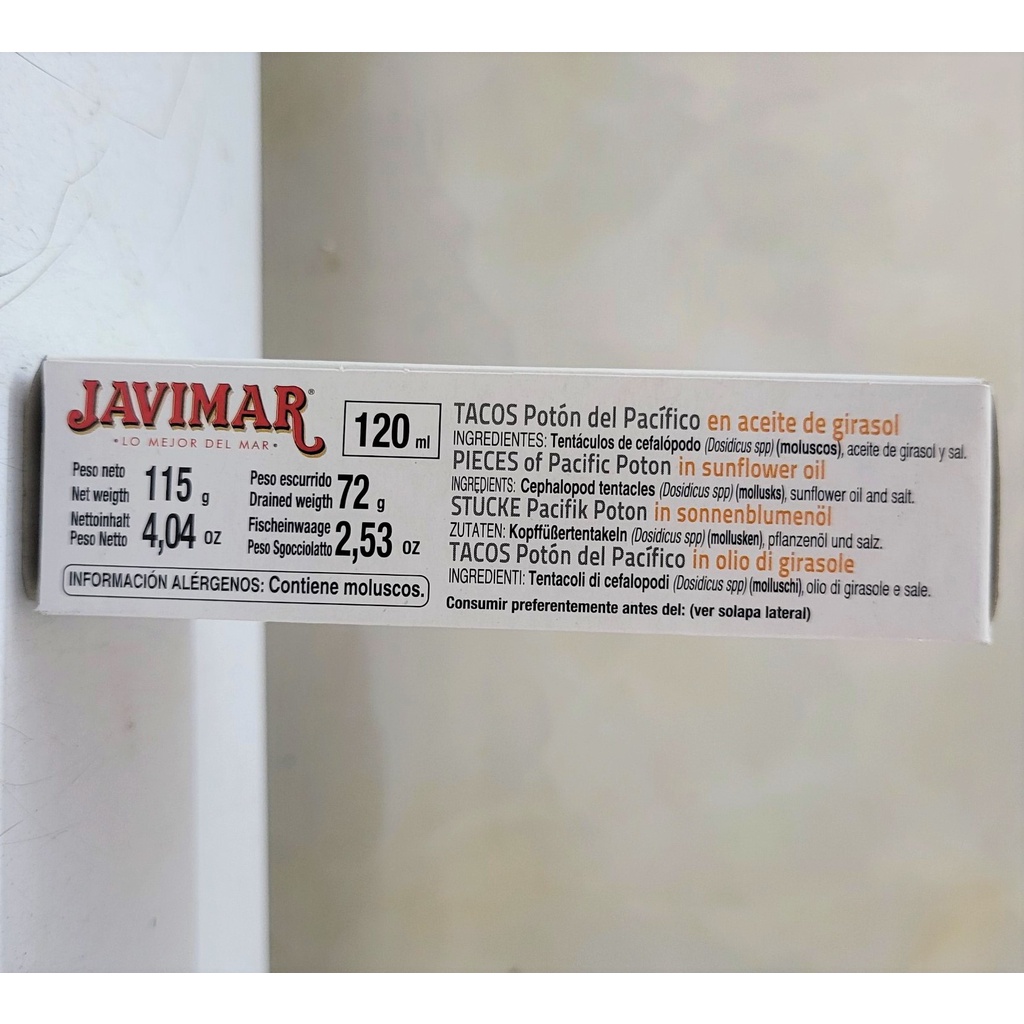 JAVIMAR®
• LO MEJOR DEL MAR •
120 ml
Peso neto
Net weigth
115 g
Nettoinhalt
Peso Netto
4,04 oz
Peso escurrido
Drained weigth
72 g
Fischeinwaage
Peso Sgocciolatto
2,53 oz
INFORMACIÓN ALÉRGENOS: Contiene moluscos.
TACOS Potón del Pacífico en aceite de girasol
INGREDIENTES: Tentáculos de cefalópodo (Dosidicus spp) (moluscos), aceite de girasol y sal.
PIECES of Pacific Poton in sunflower oil
INGREDIENTS: Cephalopod tentacles (Dosidicus spp) (mollusks), sunflower oil and salt.
STÜCKE Pacifik Poton in sonnenblumenöl
ZUTATEN: Kopffüßertentakeln (Dosidicus spp) (mollusken), pflanzenöl und salz.
TACOS Potón del Pacífico in olio di girasole
INGREDIENTI: Tentacoli di cefalopodi (Dosidicus spp) (molluschi), olio di girasole e sale.
Consumir preferentemente antes del: (ver solapa lateral)